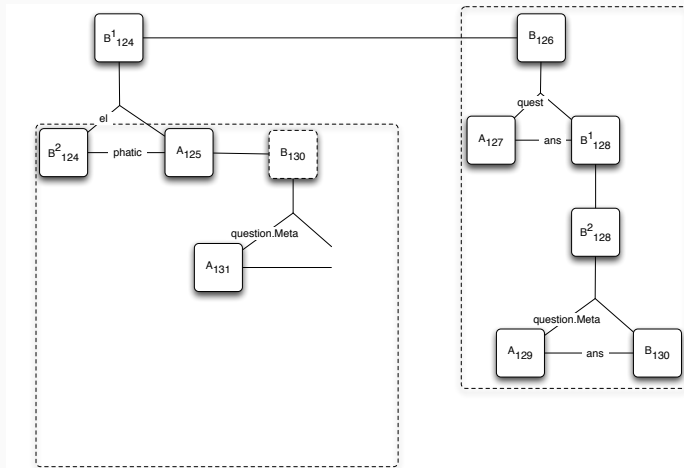 B¹₁₂₄
B₁₂₆
quest
el
A₁₂₇
ans
B¹₁₂₈
B²₁₂₄
phatic
A₁₂₅
B₁₃₀
B²₁₂₈
question.Meta
A₁₃₁
question.Meta
A₁₂₉
ans
B₁₃₀